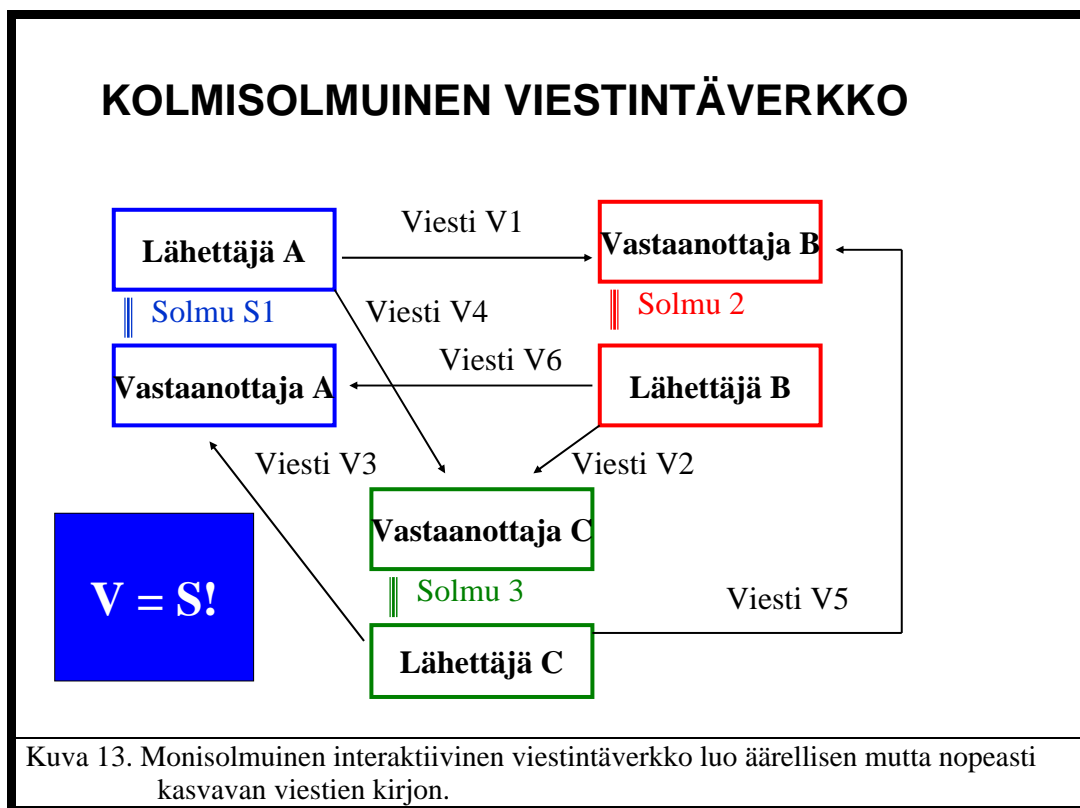 KOLMISOLMUINEN VIESTINTÄVERKKO
Viesti V1
Lähettäjä A
Vastaanottaja B
Solmu S1
Viesti V4
Solmu 2
Viesti V6
Vastaanottaja A
Lähettäjä B
Viesti V3
Viesti V2
Vastaanottaja C
V = S!
Solmu 3
Viesti V5
Lähettäjä C
Kuva 13. Monisolmuinen interaktiivinen viestintäverkko luo äärellisen mutta nopeasti
kasvavan viestien kirjon.